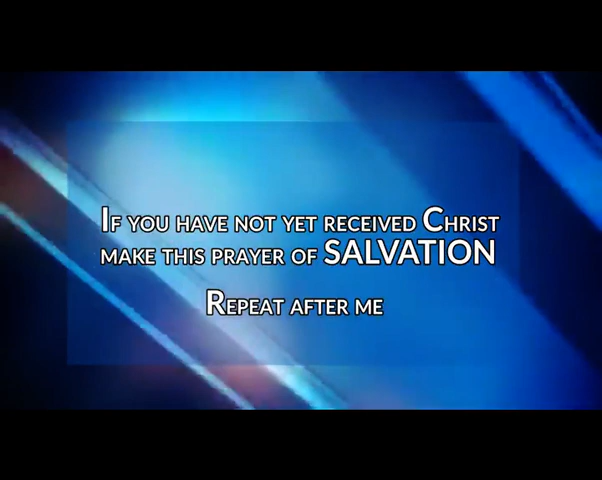 If you have not yet received Christ
make this prayer of SALVATION
Repeat after me